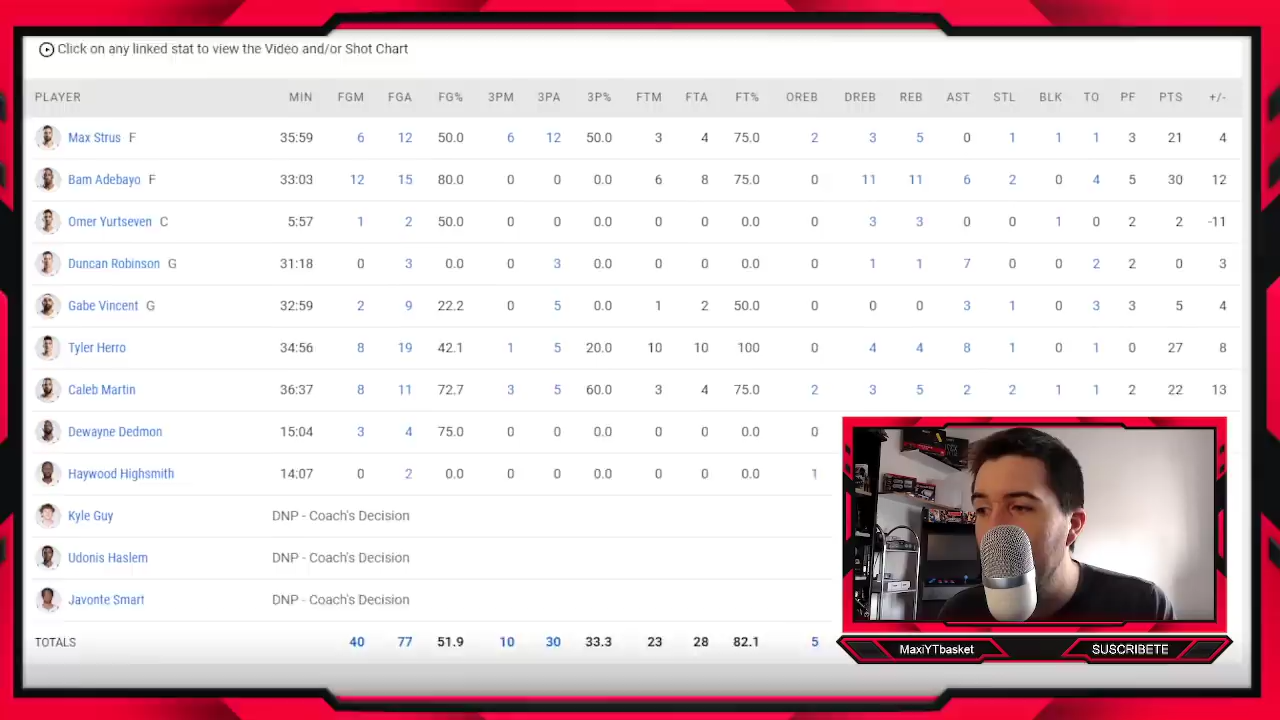 Click on any linked stat to view the Video and/or Shot Chart
PLAYER MIN FGM FGA FG% 3PM 3PA 3P% FTM FTA FT% OREB DREB REB AST STL BLK TO PF PTS +/-
Max Strus F 35:59 6 12 50.0 6 12 50.0 3 4 75.0 2 3 5 0 1 1 1 3 21 4
Bam Adebayo F 33:03 12 15 80.0 0 0 0.0 6 8 75.0 0 11 11 6 2 0 4 5 30 12
Omer Yurtseven C 5:57 1 2 50.0 0 0 0.0 0 0 0.0 0 3 3 0 0 1 0 2 2 -11
Duncan Robinson G 31:18 0 3 0.0 0 3 0.0 0 0 0.0 0 1 1 7 0 0 2 2 0 3
Gabe Vincent G 32:59 2 9 22.2 0 5 0.0 1 2 50.0 0 0 0 3 1 0 3 3 5 4
Tyler Herro 34:56 8 19 42.1 1 5 20.0 10 10 100 0 4 4 8 1 0 1 0 27 8
Caleb Martin 36:37 8 11 72.7 3 5 60.0 3 4 75.0 2 3 5 2 2 1 1 2 22 13
Dewayne Dedmon 15:04 3 4 75.0 0 0 0.0 0 0 0.0 0
Haywood Highsmith 14:07 0 2 0.0 0 0 0.0 0 0 0.0 1
Kyle Guy DNP - Coach's Decision
Udonis Haslem DNP - Coach's Decision
Javonte Smart DNP - Coach's Decision
TOTALS 40 77 51.9 10 30 33.3 23 28 82.1 5
MaxiYTbasket SUSCRIBETE